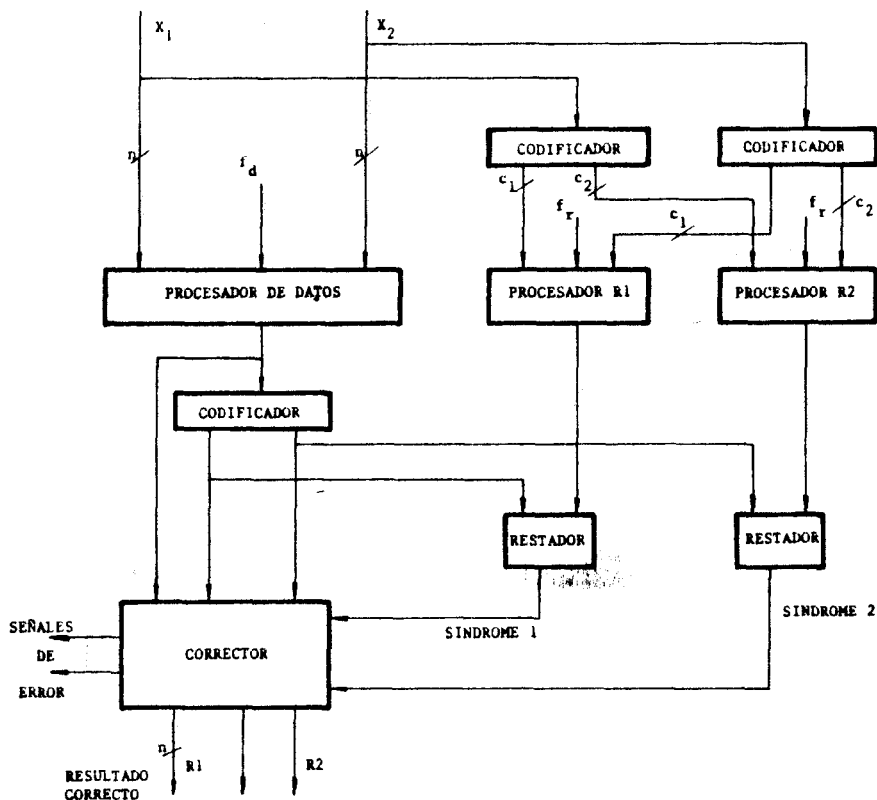 X1 X2
CODIFICADOR CODIFICADOR
n fd n c1 c2 fr c1 fr c2
PROCESADOR DE DATOS PROCESADOR R1 PROCESADOR R2
CODIFICADOR
RESTADOR RESTADOR
SINDROME 1 SINDROME 2
SEÑALES
DE
ERROR
CORRECTOR
n R1 R2
RESULTADO
CORRECTO